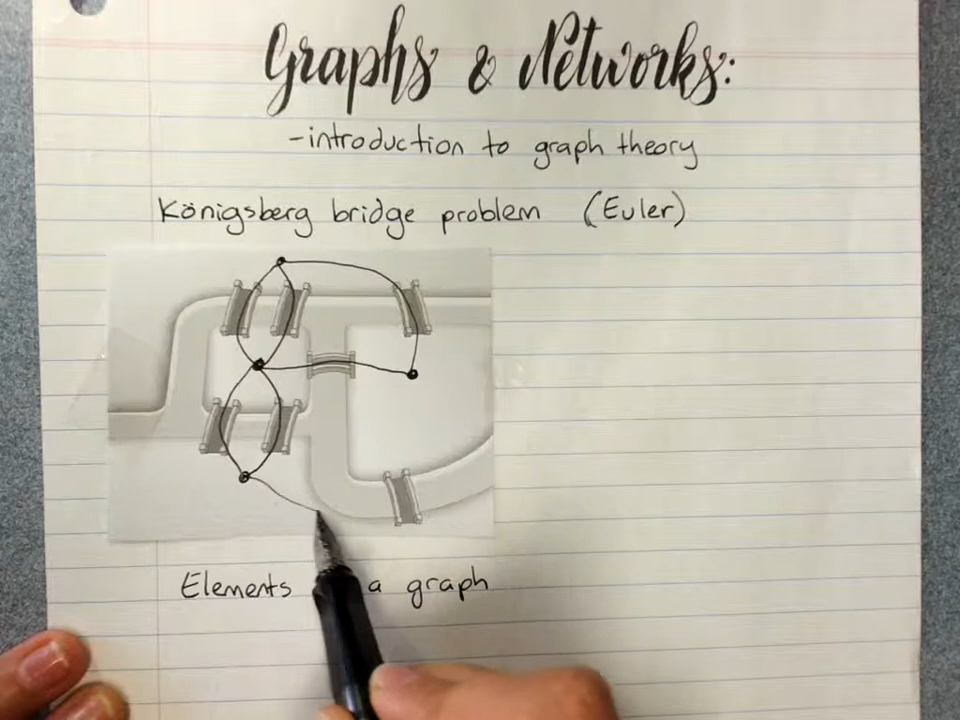 Graphs & Networks:
-introduction to graph theory
Königsberg bridge problem (Euler)
Elements a graph